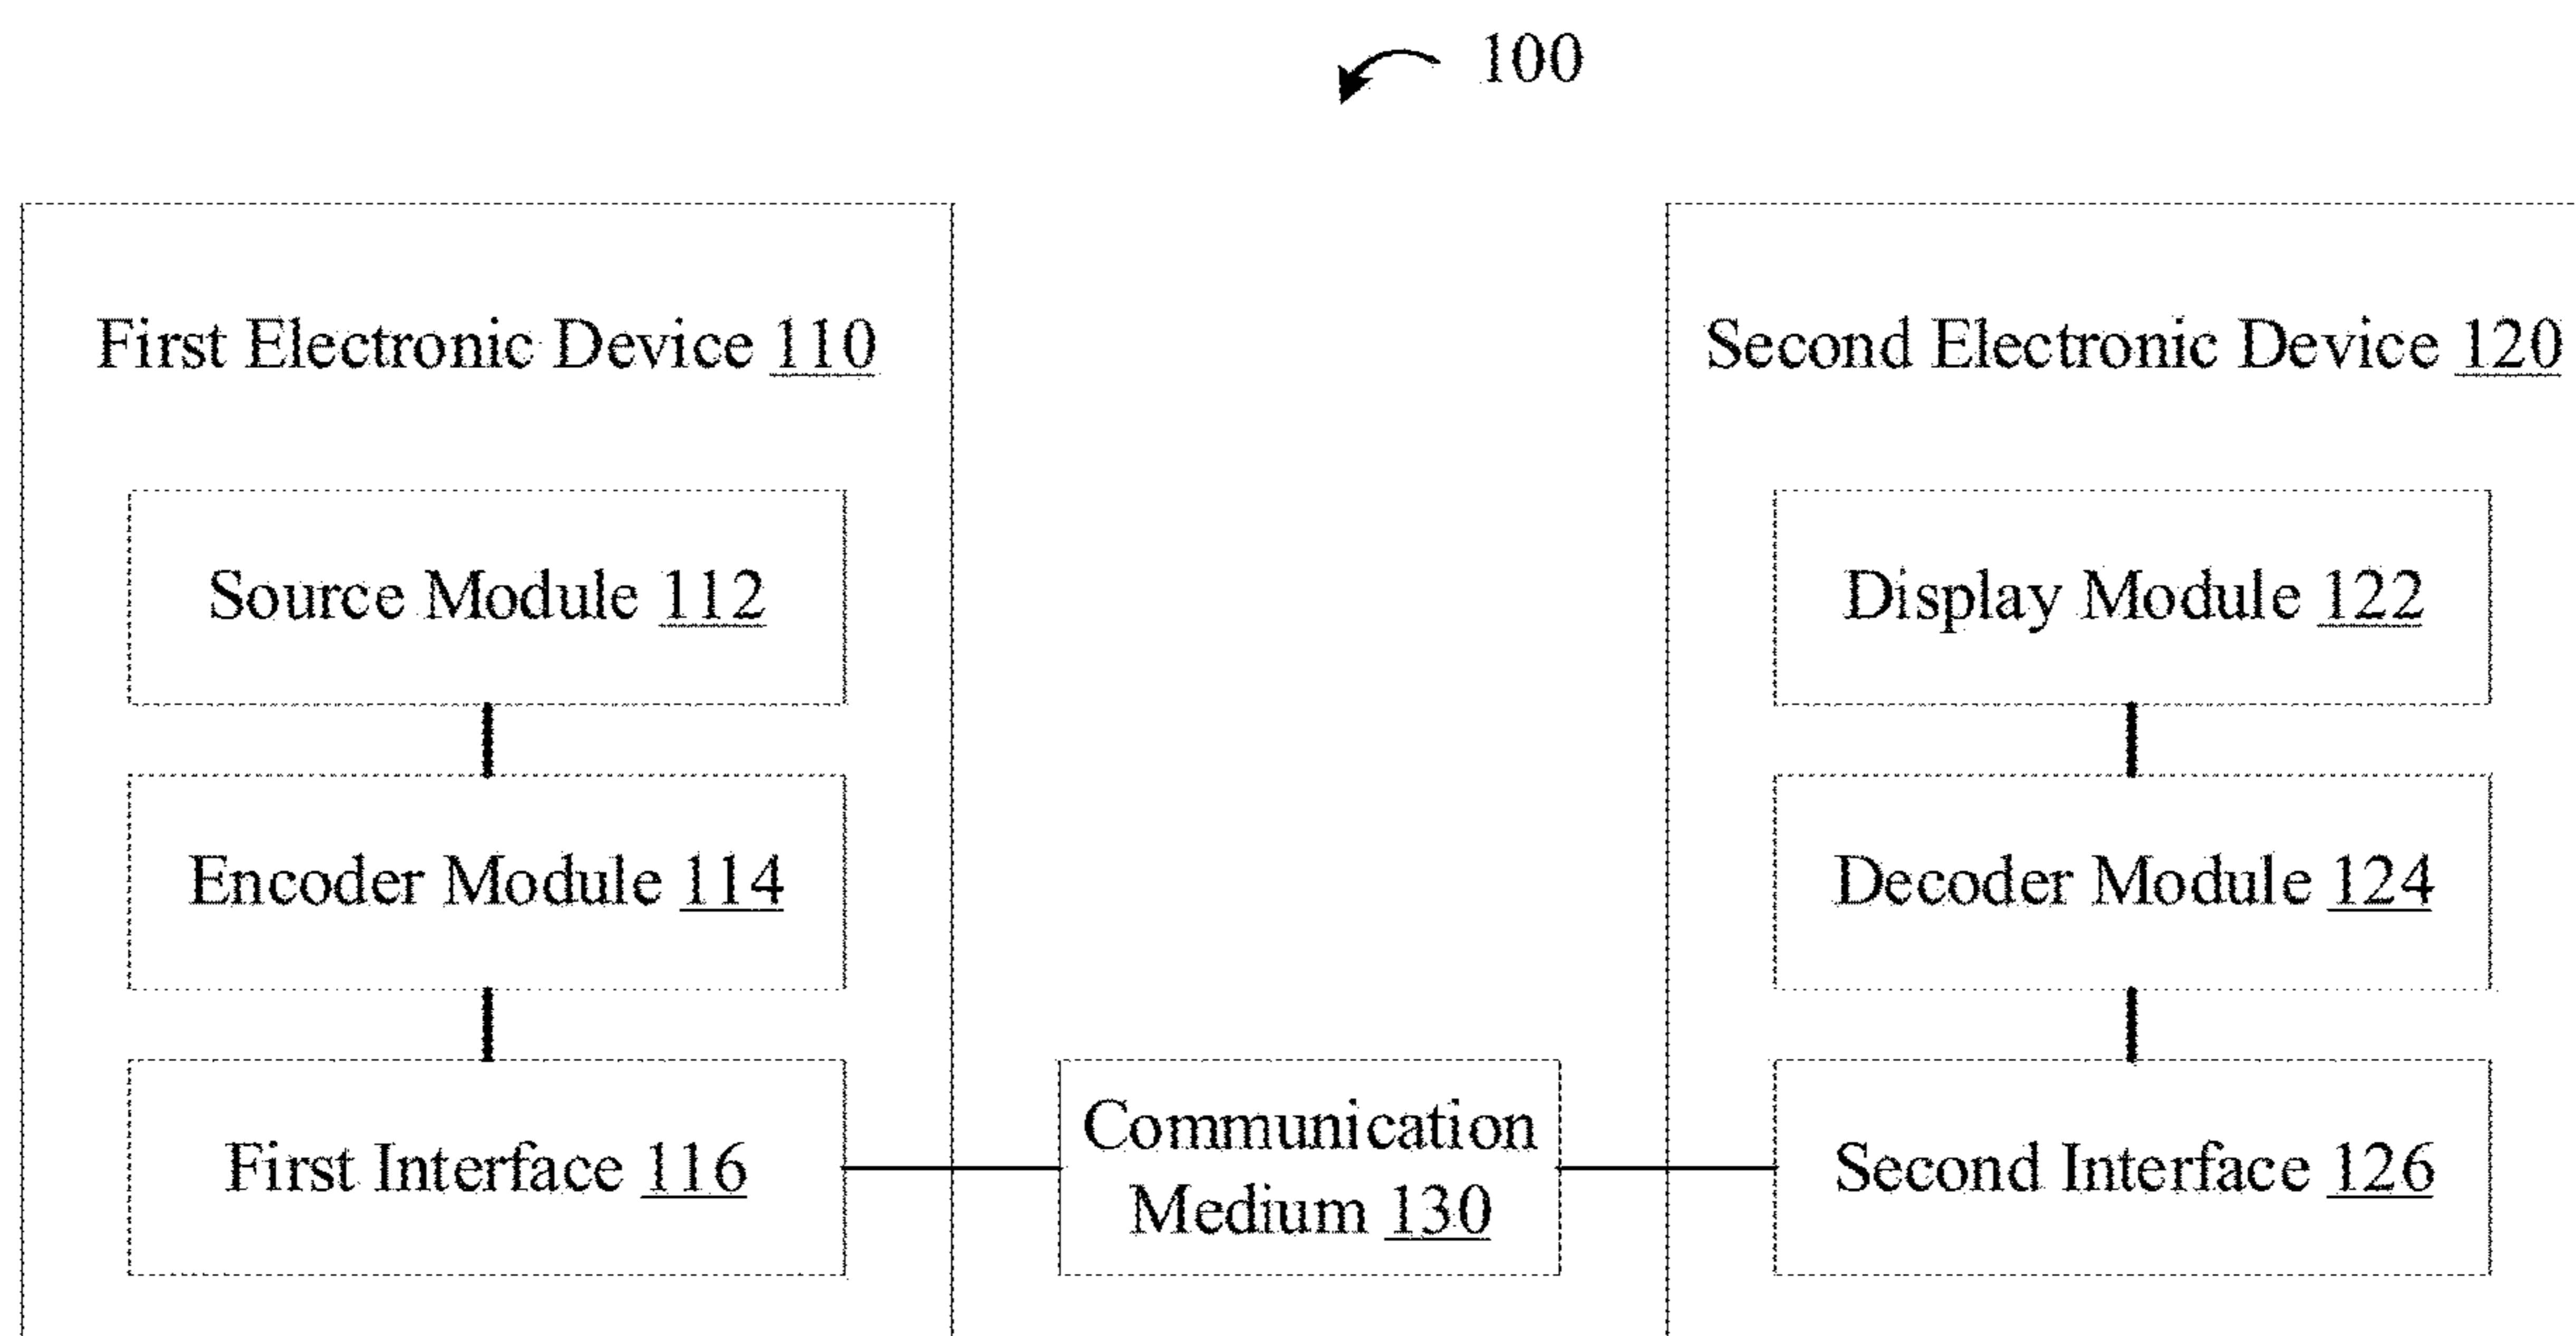 100
First Electronic Device 110
Source Module 112
Encoder Module 114
First Interface 116
Communication
Medium 130
Second Electronic Device 120
Display Module 122
Decoder Module 124
Second Interface 126